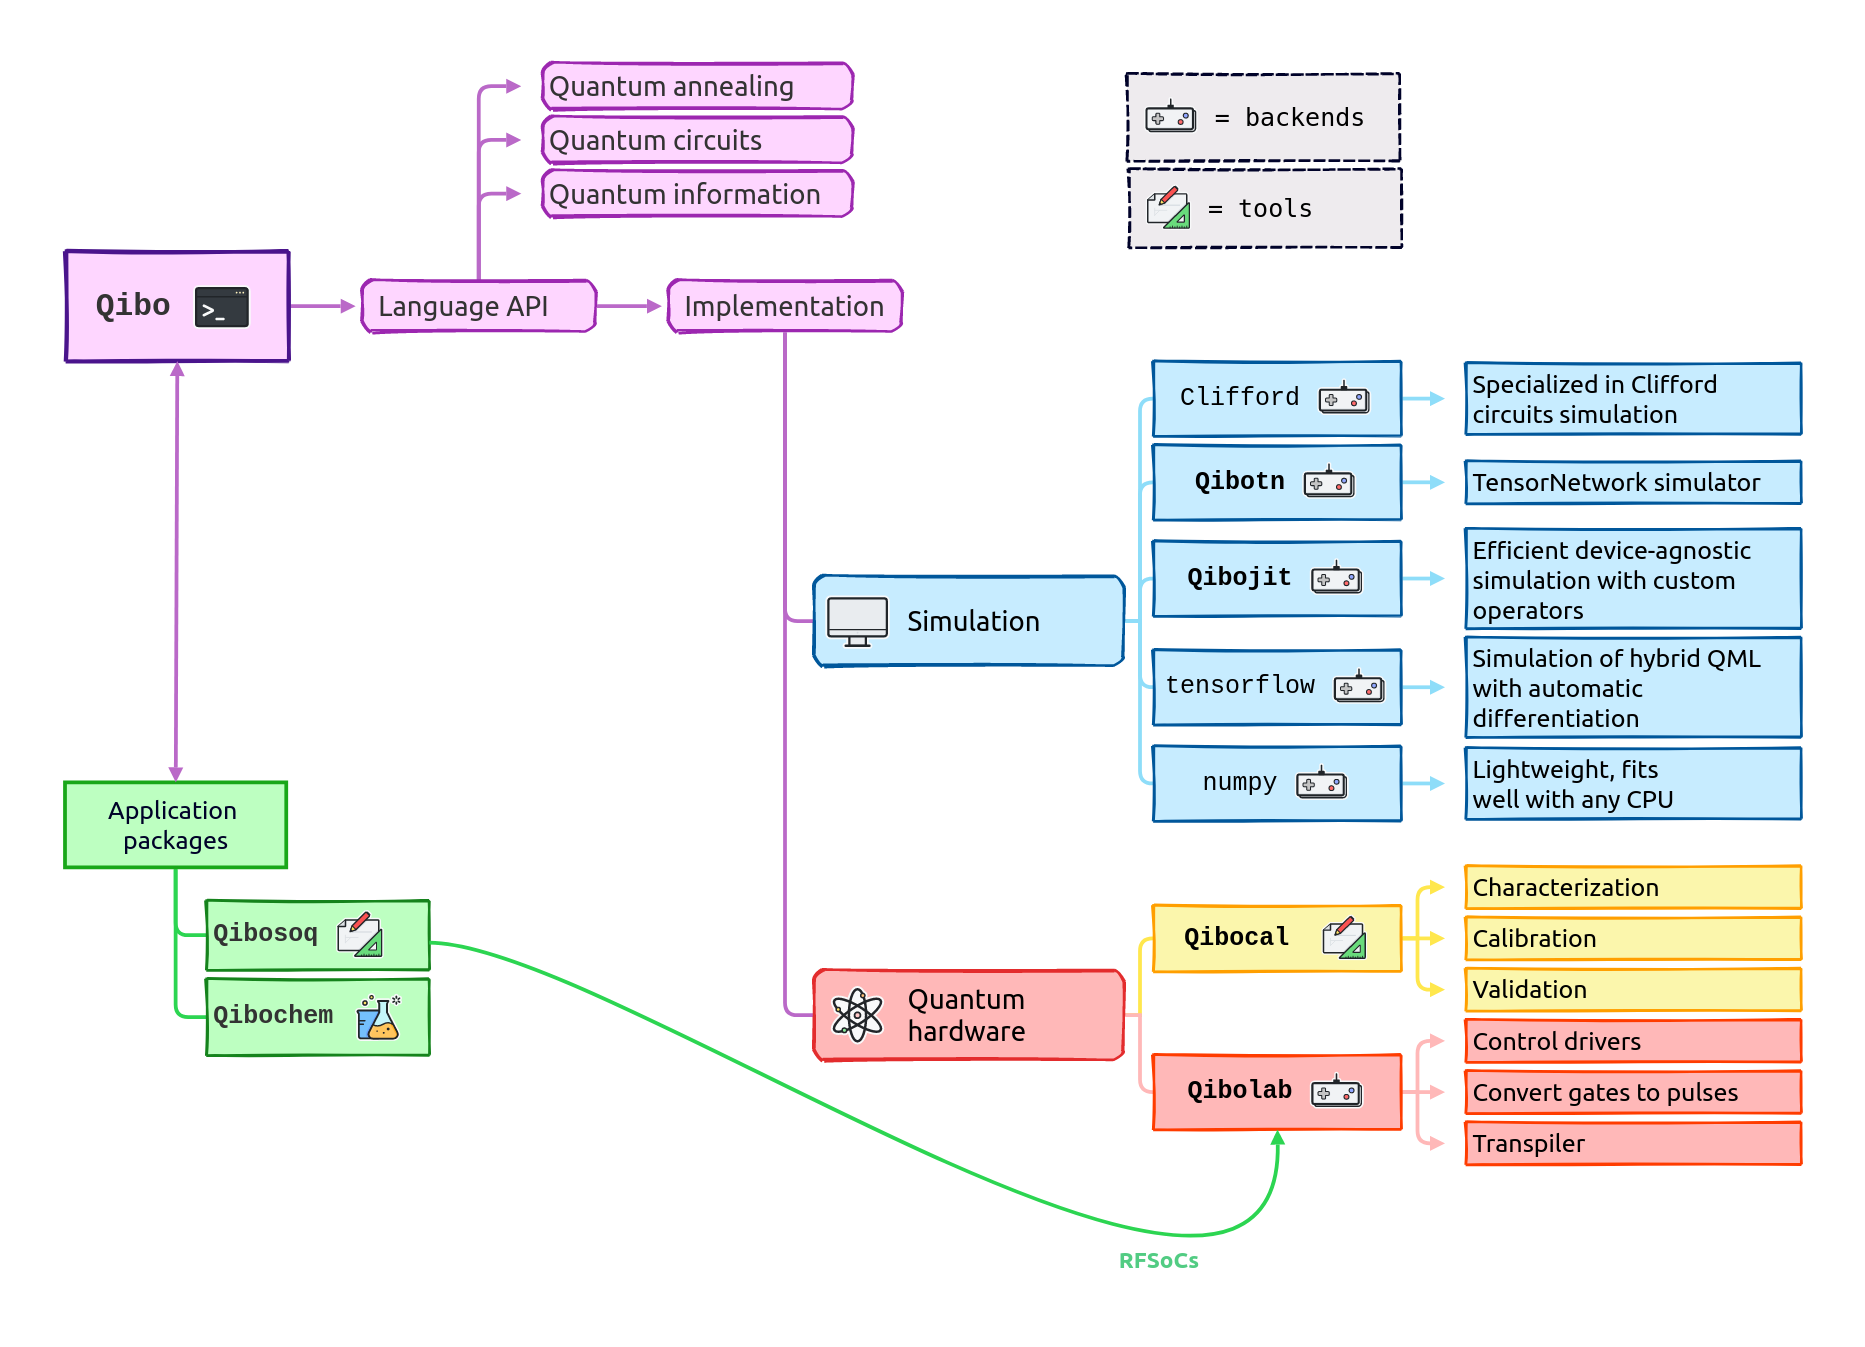 Quantum annealing
Quantum circuits
Quantum information
= backends
= tools
Qibo
>_
Language API
Implementation
Clifford
Specialized in Clifford
circuits simulation
Qibotn
TensorNetwork simulator
Qibojit
Efficient device-agnostic
simulation with custom
operators
Simulation
tensorflow
Simulation of hybrid QML
with automatic
differentiation
numpy
Lightweight, fits
well with any CPU
Application
packages
Qibosoq
Qibochem
Quantum
hardware
Qibocal
Characterization
Calibration
Validation
Qibolab
Control drivers
Convert gates to pulses
Transpiler
RFSoCs